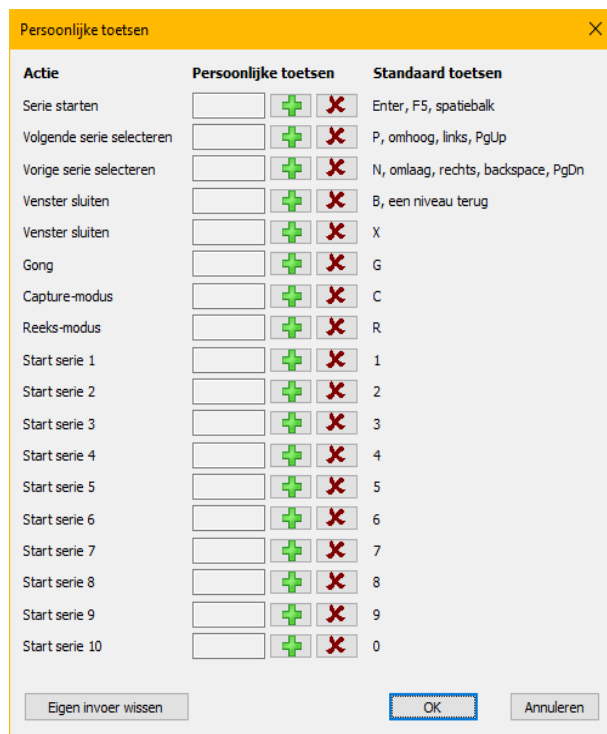 Persoonlijke toetsen
Actie Persoonlijke toetsen Standaard toetsen
Serie starten Enter, F5, spatiebalk
Volgende serie selecteren P, omhoog, links, PgUp
Vorige serie selecteren N, omlaag, rechts, backspace, PgDn
Venster sluiten B, een niveau terug
Venster sluiten X
Gong G
Capture-modus C
Reeks-modus R
Start serie 1 1
Start serie 2 2
Start serie 3 3
Start serie 4 4
Start serie 5 5
Start serie 6 6
Start serie 7 7
Start serie 8 8
Start serie 9 9
Start serie 10 0
Eigen invoer wissen OK Annuleren